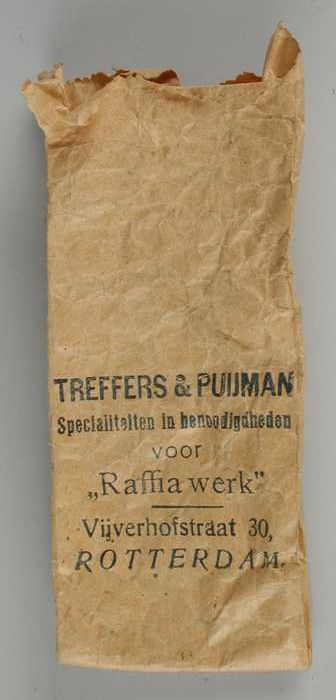 TREFFERS & PUIJMAN
Specialiteiten in benoodigdheden
voor
„Raffia werk"
Vijverhofstraat 30,
ROTTERDAM.